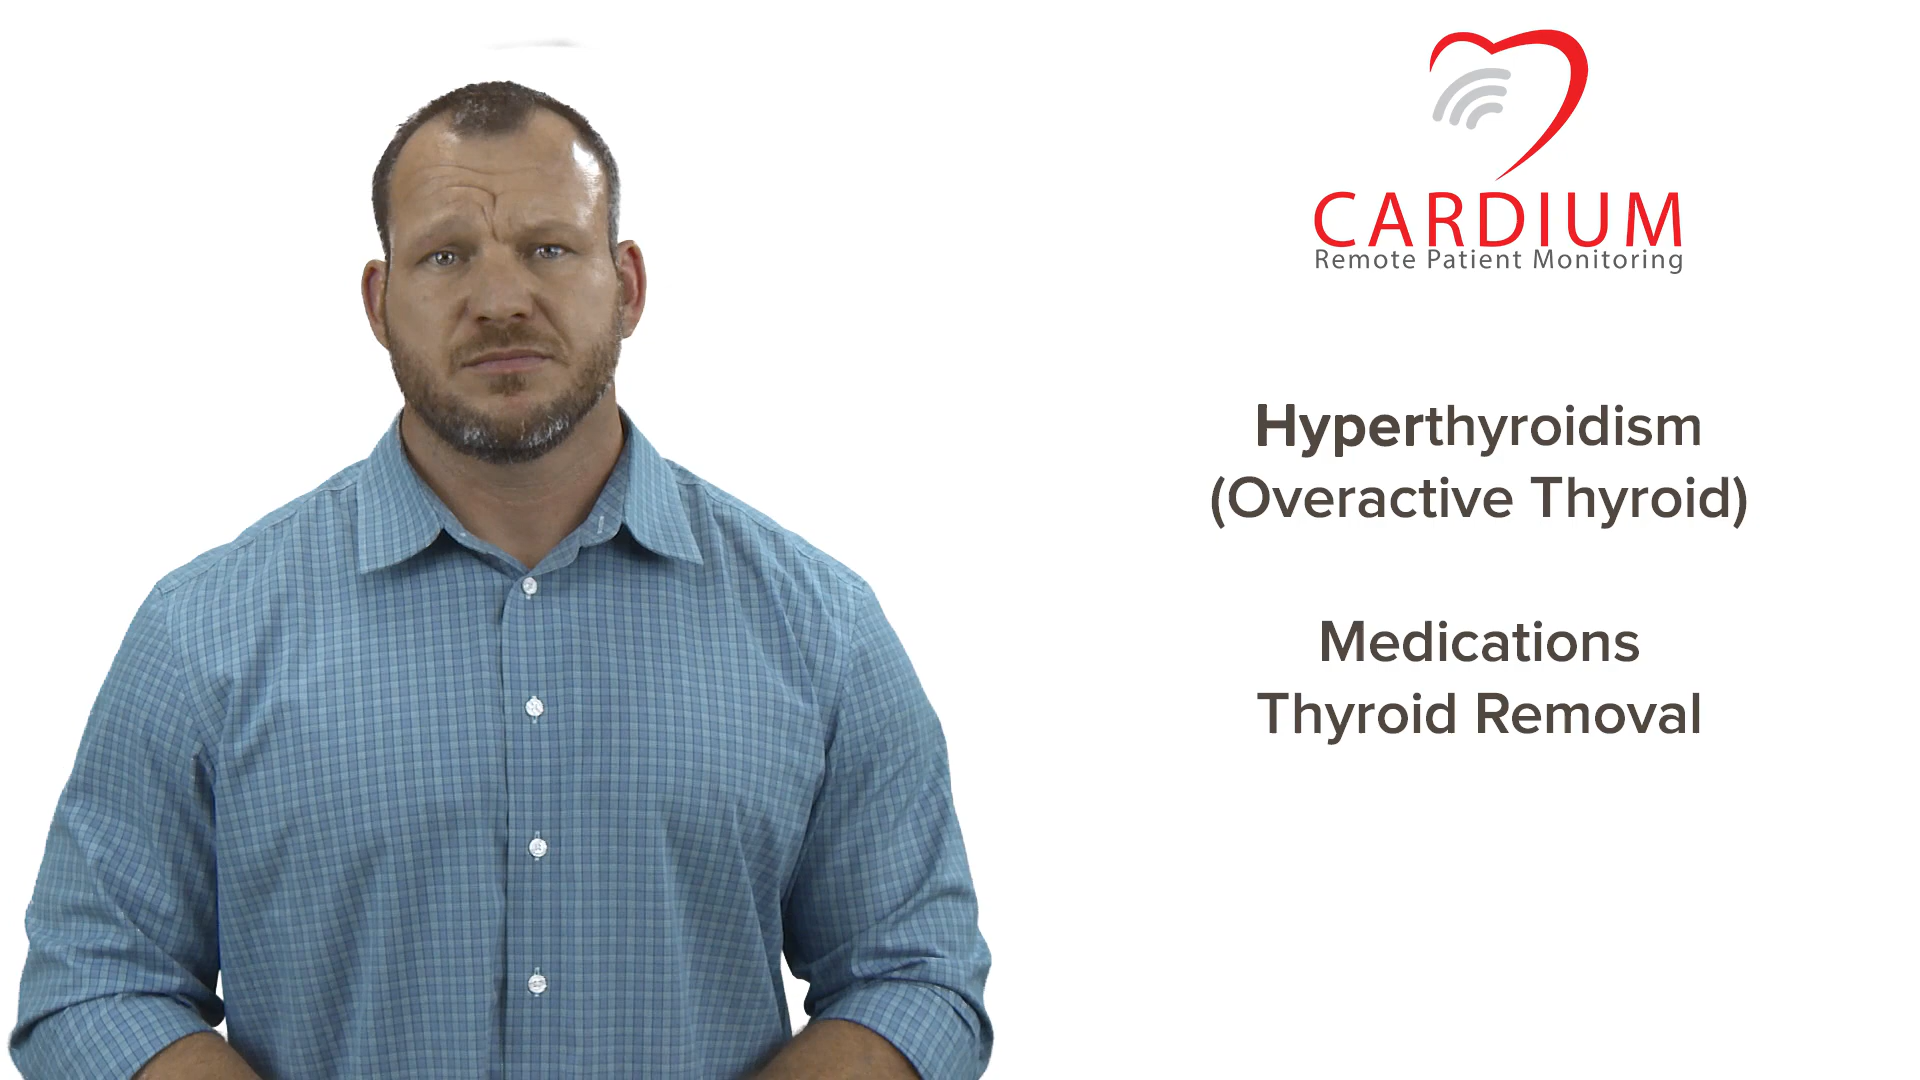 CARDIUM
Remote Patient Monitoring
Hyperthyroidism
(Overactive Thyroid)
Medications
Thyroid Removal